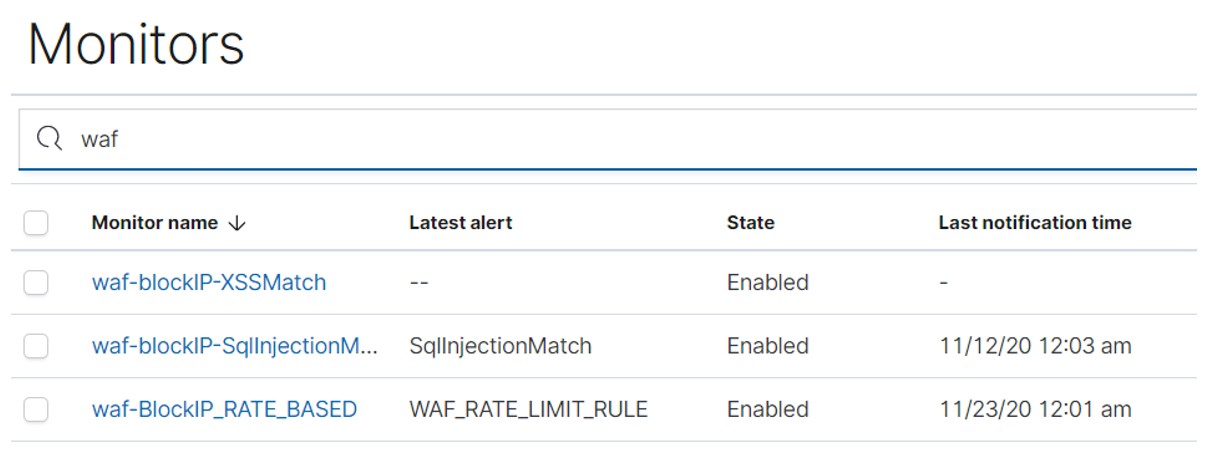 Monitors
waf
Monitor name ↓ Latest alert State Last notification time
waf-blockIP-XSSMatch -- Enabled -
waf-blockIP-SqlInjectionM... SqlInjectionMatch Enabled 11/12/20 12:03 am
waf-BlockIP_RATE_BASED WAF_RATE_LIMIT_RULE Enabled 11/23/20 12:01 am